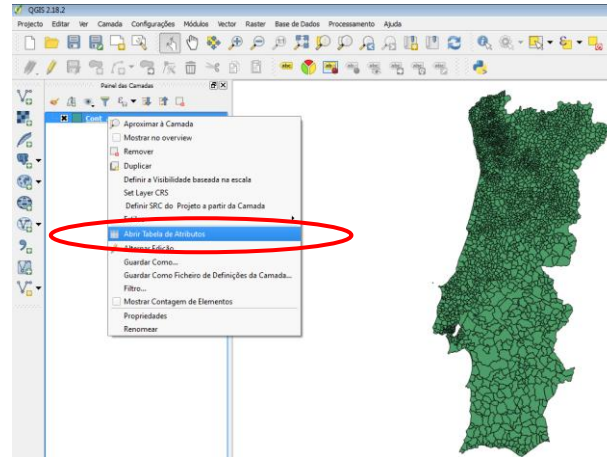 QGIS 2.18.2
Projeto Editar Ver Camada Configurações Módulos Vector Raster Base de Dados Processamento Ajuda
Painel das Camadas
Cont
Aproximar à Camada
Mostrar no overview
Remover
Duplicar
Definir a Visibilidade baseada na escala
Set Layer CRS
Definir SRC do Projeto a partir da Camada
Estilos
Abrir Tabela de Atributos
Alternar Edição
Guardar Como...
Guardar Como Ficheiro de Definições da Camada...
Filtro...
Mostrar Contagem de Elementos
Propriedades
Renomear